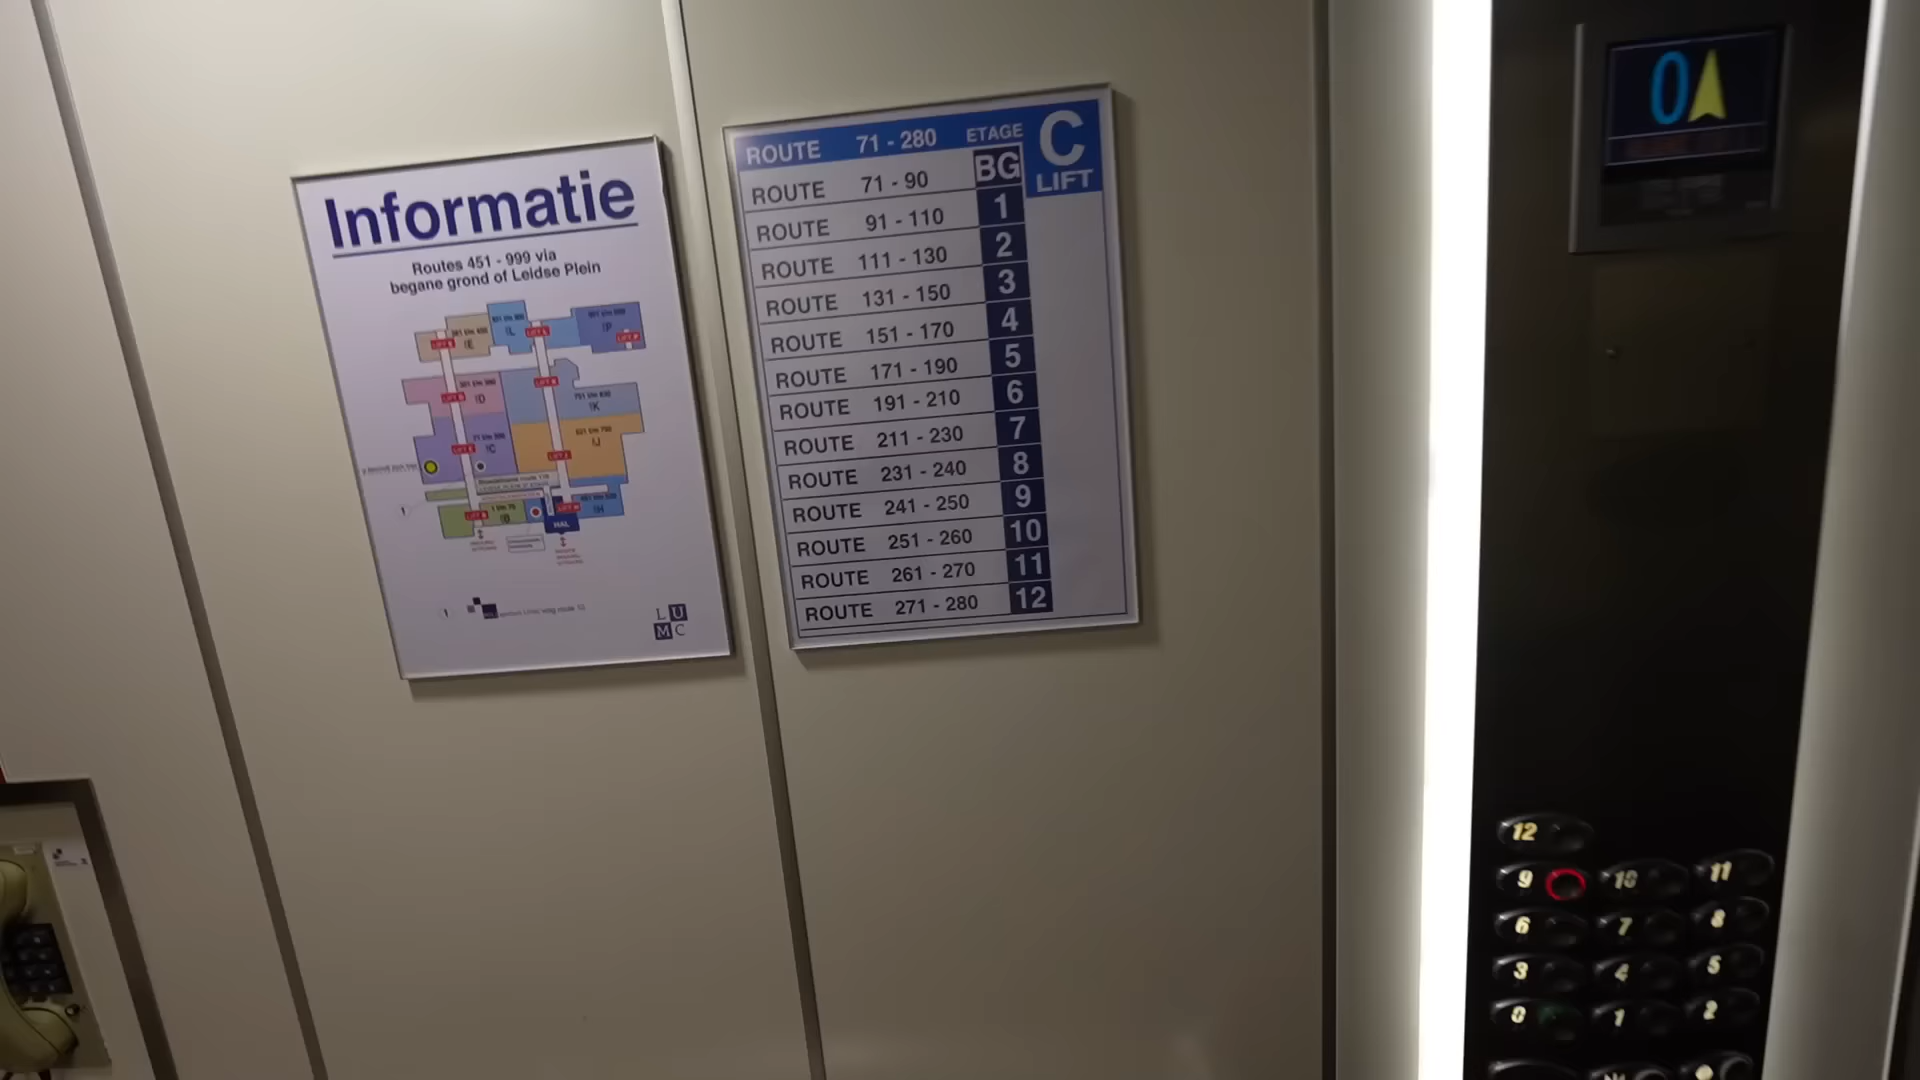 Informatie
Routes 451 - 999 via
begane grond of Leidse Plein
LIFT
E
L
P
D
K
C
J
B
H
HAL
1
1
LUMC
ROUTE 71 - 280 ETAGE C
LIFT
ROUTE 71 - 90 BG
ROUTE 91 - 110 1
ROUTE 111 - 130 2
ROUTE 131 - 150 3
ROUTE 151 - 170 4
ROUTE 171 - 190 5
ROUTE 191 - 210 6
ROUTE 211 - 230 7
ROUTE 231 - 240 8
ROUTE 241 - 250 9
ROUTE 251 - 260 10
ROUTE 261 - 270 11
ROUTE 271 - 280 12
0
12
9 10 11
6 7 8
3 4 5
0 1 2